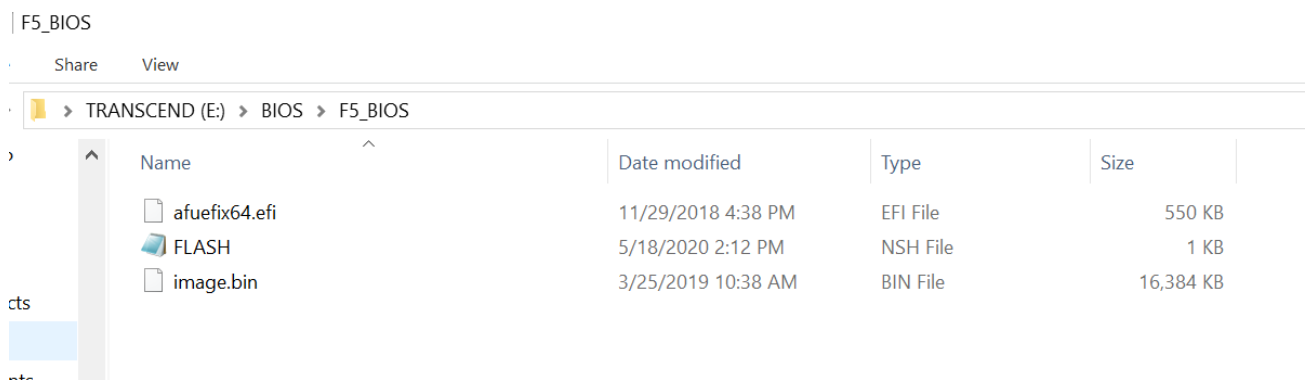 F5_BIOS
Share View
TRANSCEND (E:) > BIOS > F5_BIOS
Name Date modified Type Size
afuefix64.efi 11/29/2018 4:38 PM EFI File 550 KB
FLASH 5/18/2020 2:12 PM NSH File 1 KB
image.bin 3/25/2019 10:38 AM BIN File 16,384 KB
cts